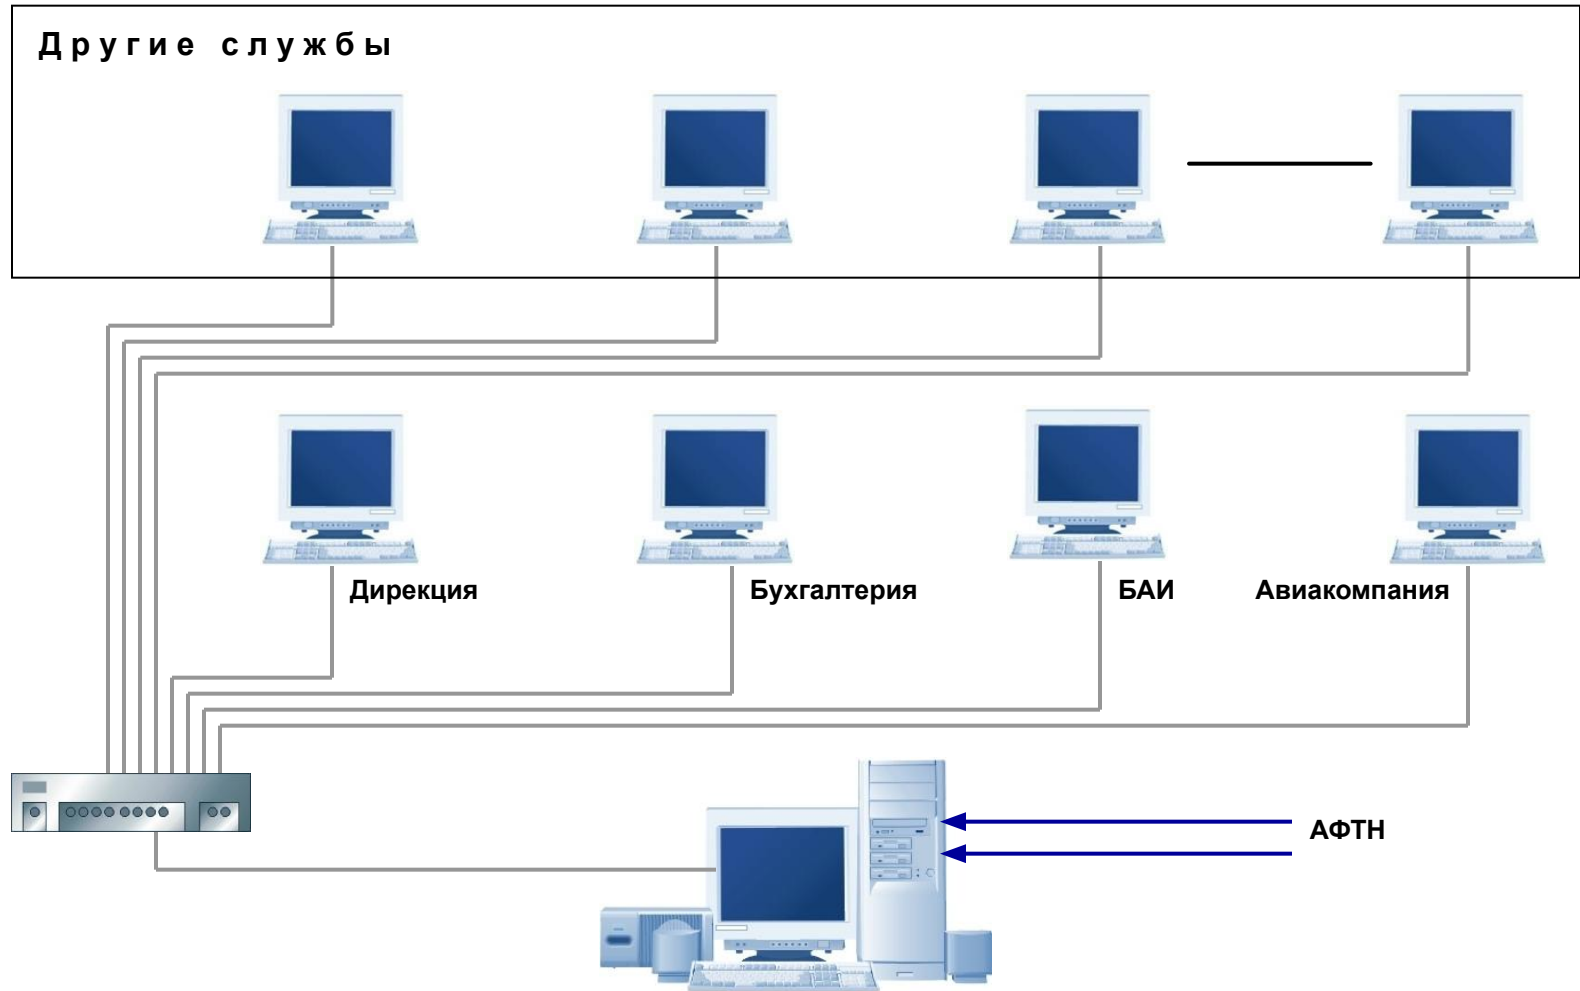 Другие службы
Дирекция
Бухгалтерия
БАИ
Авиакомпания
АФТН